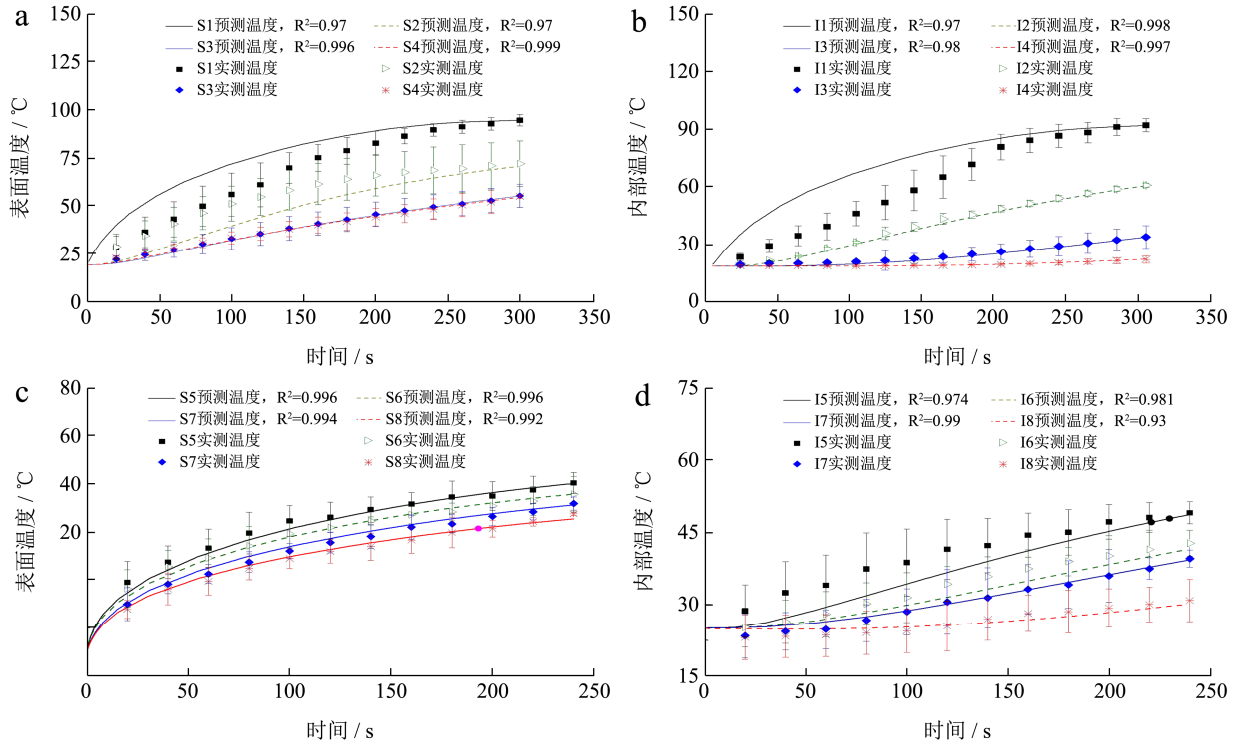 a
S1预测温度，R²=0.97 S2预测温度，R²=0.97
S3预测温度，R²=0.996 S4预测温度，R²=0.999
S1实测温度 S2实测温度
S3实测温度 S4实测温度
150
125
100
75
50
25
0
表面温度 / ℃
0 50 100 150 200 250 300 350
时间 / s
b
I1预测温度，R²=0.97 I2预测温度，R²=0.998
I3预测温度，R²=0.98 I4预测温度，R²=0.997
I1实测温度 I2实测温度
I3实测温度 I4实测温度
150
120
90
60
30
0
内部温度 / ℃
0 50 100 150 200 250 300 350
时间 / s
c
S5预测温度，R²=0.996 S6预测温度，R²=0.996
S7预测温度，R²=0.994 S8预测温度，R²=0.992
S5实测温度 S6实测温度
S7实测温度 S8实测温度
80
60
40
20
0
表面温度 / ℃
0 50 100 150 200 250
时间 / s
d
I5预测温度，R²=0.974 I6预测温度，R²=0.981
I7预测温度，R²=0.99 I8预测温度，R²=0.93
I5实测温度 I6实测温度
I7实测温度 I8实测温度
75
60
45
30
15
内部温度 / ℃
0 50 100 150 200 250
时间 / s